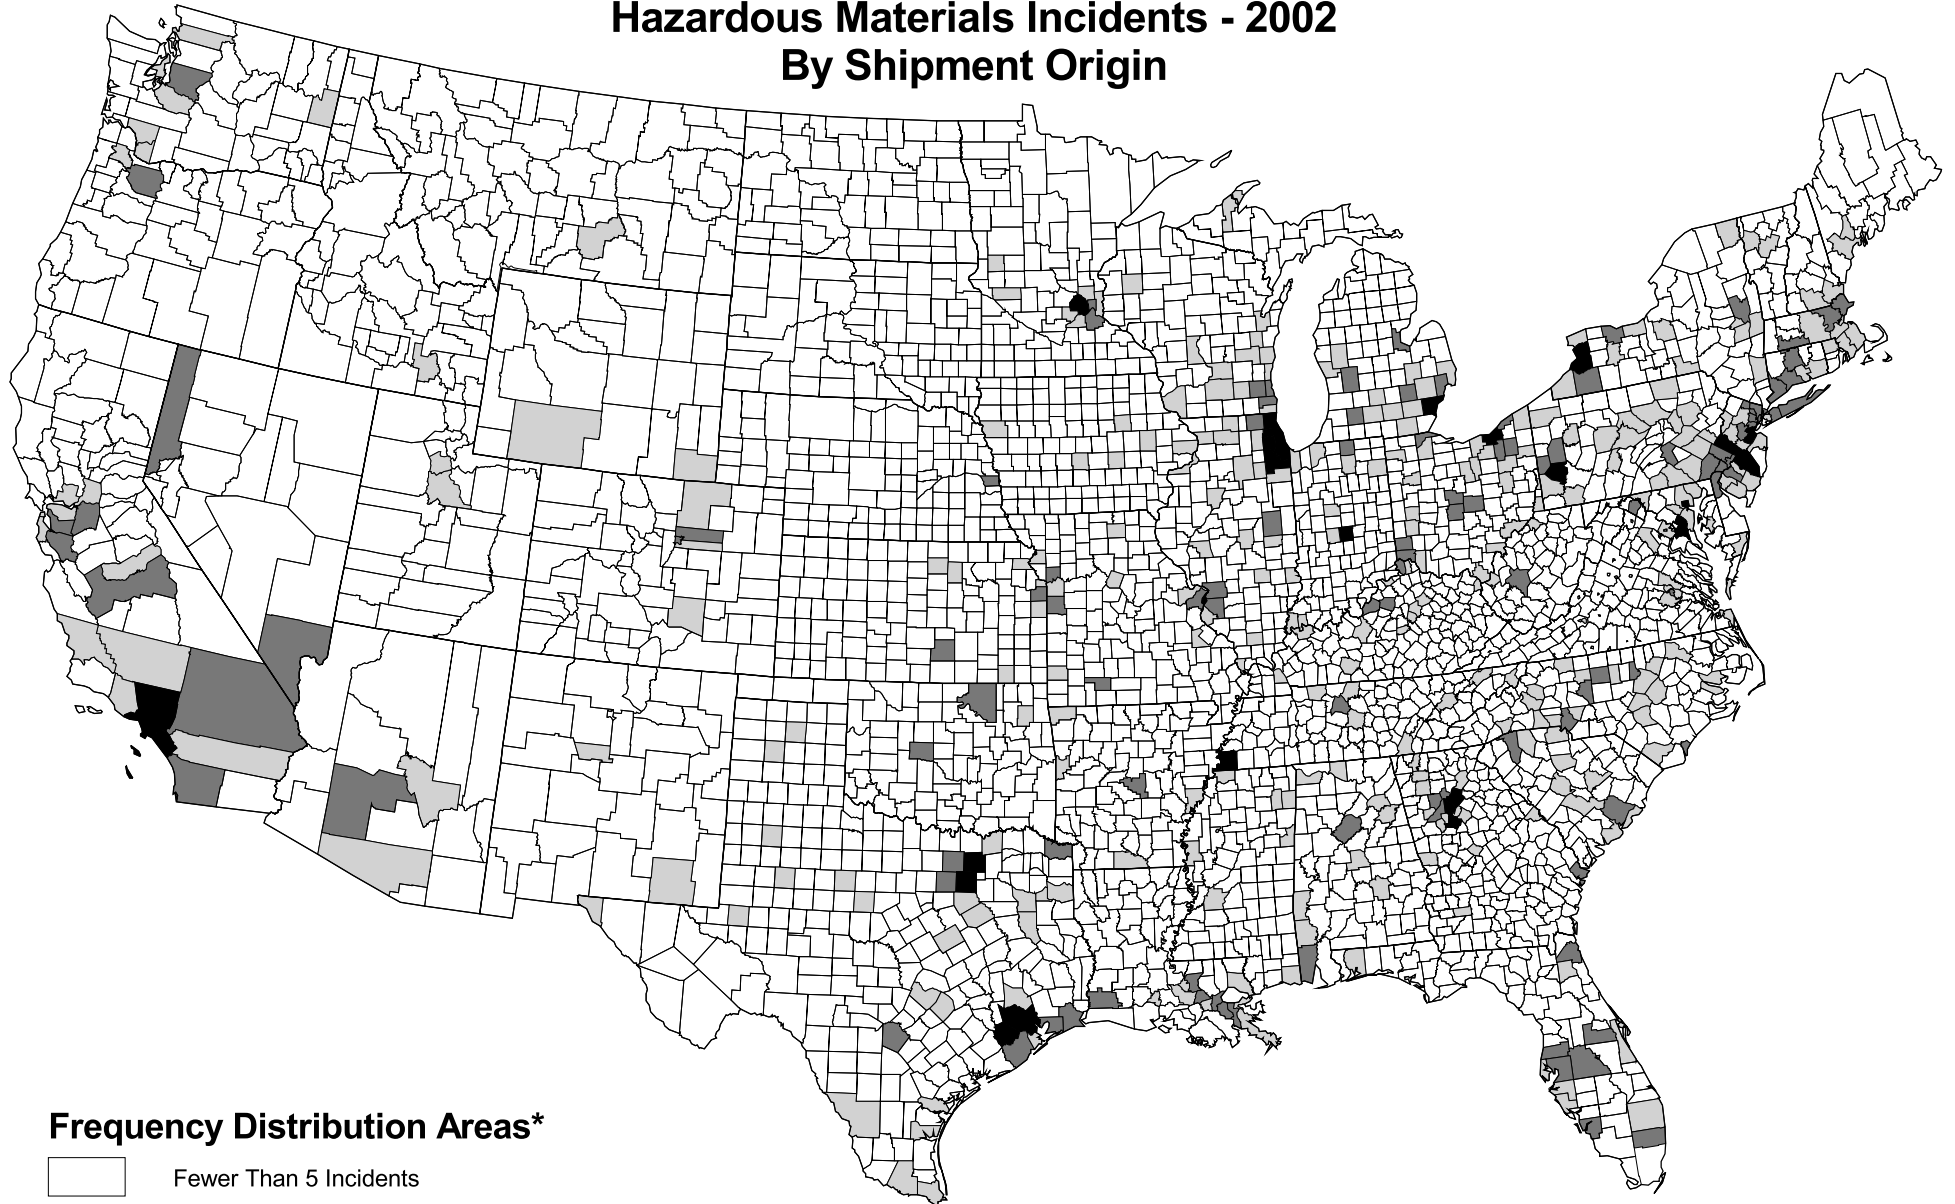 Hazardous Materials Incidents - 2002
By Shipment Origin
Frequency Distribution Areas*
Fewer Than 5 Incidents